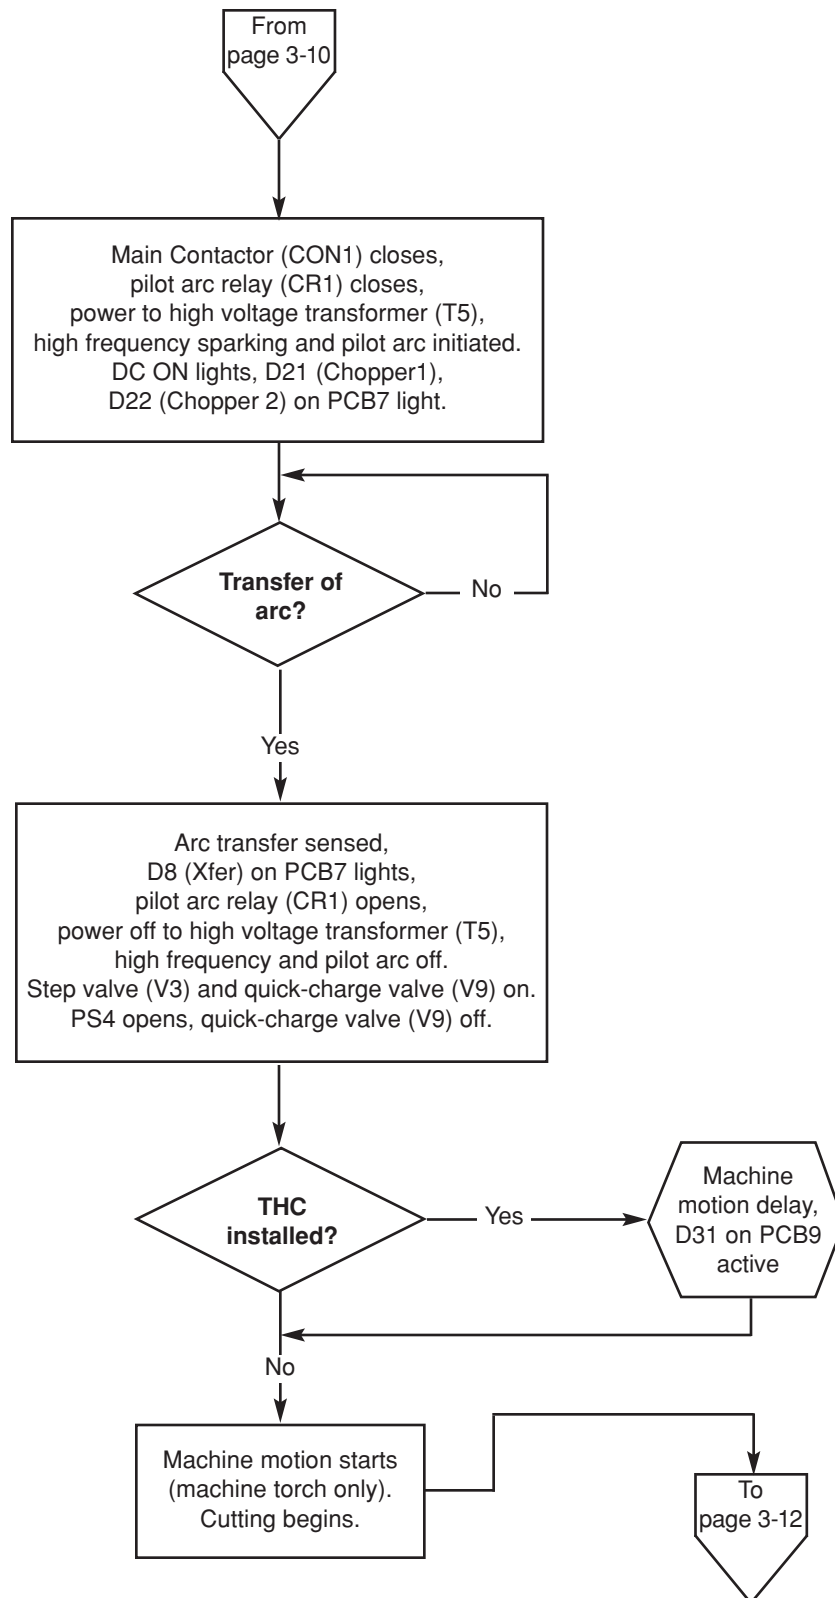 From
page 3-10
Main Contactor (CON1) closes,
pilot arc relay (CR1) closes,
power to high voltage transformer (T5),
high frequency sparking and pilot arc initiated.
DC ON lights, D21 (Chopper1),
D22 (Chopper 2) on PCB7 light.
Transfer of
arc?
No
Yes
Arc transfer sensed,
D8 (Xfer) on PCB7 lights,
pilot arc relay (CR1) opens,
power off to high voltage transformer (T5),
high frequency and pilot arc off.
Step valve (V3) and quick-charge valve (V9) on.
PS4 opens, quick-charge valve (V9) off.
THC
installed?
Yes
Machine
motion delay,
D31 on PCB9
active
No
Machine motion starts
(machine torch only).
Cutting begins.
To
page 3-12